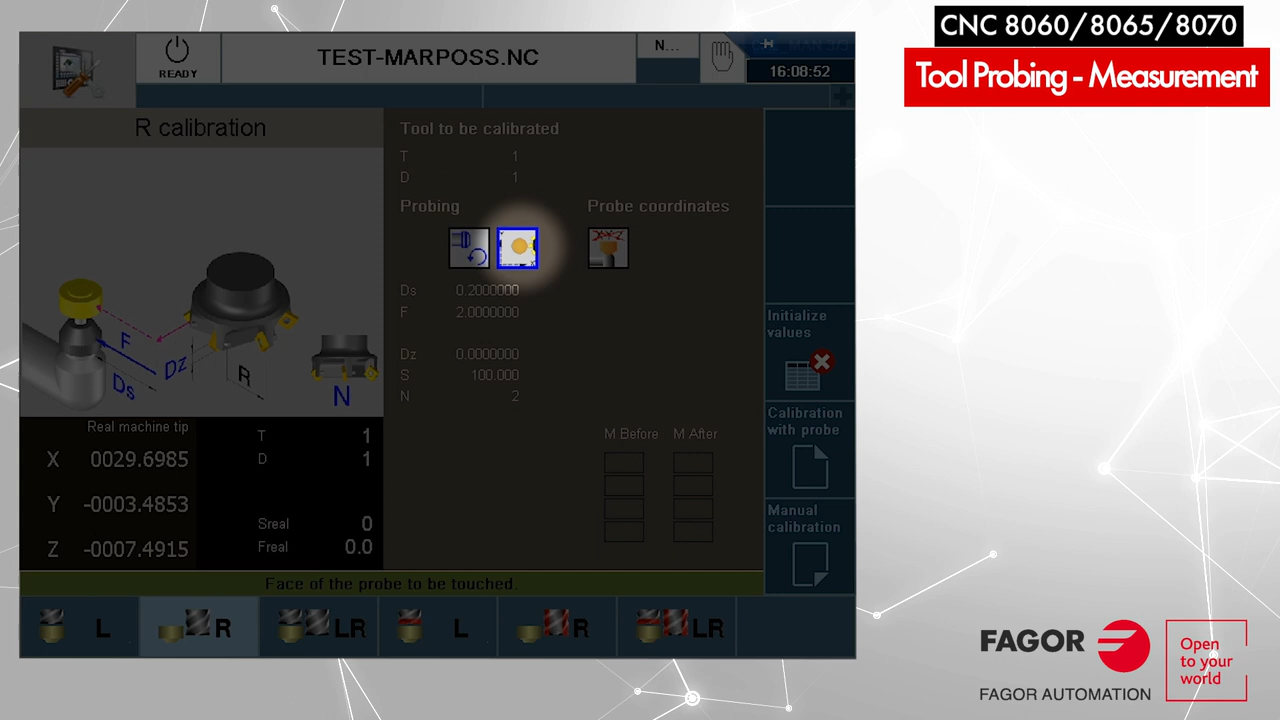 CNC 8060/8065/8070
Tool Probing - Measurement
READY
TEST-MARPOSS.NC
N...
16:08:52
R calibration
Tool to be calibrated
T 1
D 1
Probing
Probe coordinates
Ds 0.2000000
F 2.0000000
Dz 0.0000000
S 100.000
N 2
M Before
M After
F
Dz
Ds
R
N
Real machine tip
X 0029.6985
Y -0003.4853
Z -0007.4915
T 1
D 1
Sreal 0
Freal 0.0
Initialize
values
Calibration
with probe
Manual
calibration
Face of the probe to be touched.
L
R
LR
L
R
LR
FAGOR
FAGOR AUTOMATION
Open
to your
world